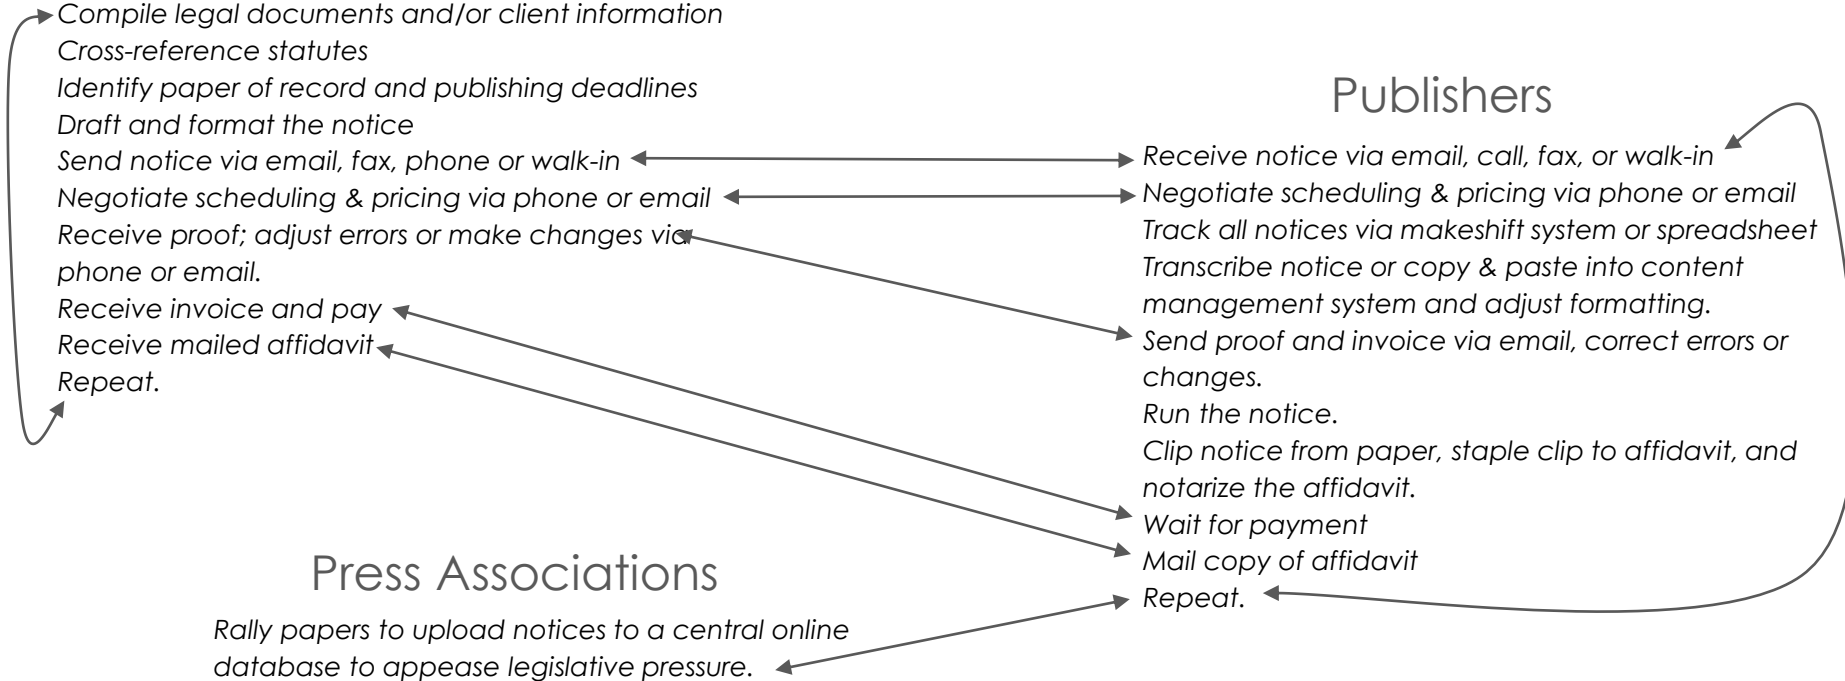 Compile legal documents and/or client information
Cross-reference statutes
Identify paper of record and publishing deadlines
Draft and format the notice
Send notice via email, fax, phone or walk-in
Negotiate scheduling & pricing via phone or email
Receive proof; adjust errors or make changes via
phone or email.
Receive invoice and pay
Receive mailed affidavit
Repeat.
Publishers
Receive notice via email, call, fax, or walk-in
Negotiate scheduling & pricing via phone or email
Track all notices via makeshift system or spreadsheet
Transcribe notice or copy & paste into content
management system and adjust formatting.
Send proof and invoice via email, correct errors or
changes.
Run the notice.
Clip notice from paper, staple clip to affidavit, and
notarize the affidavit.
Wait for payment
Mail copy of affidavit
Repeat.
Press Associations
Rally papers to upload notices to a central online
database to appease legislative pressure.